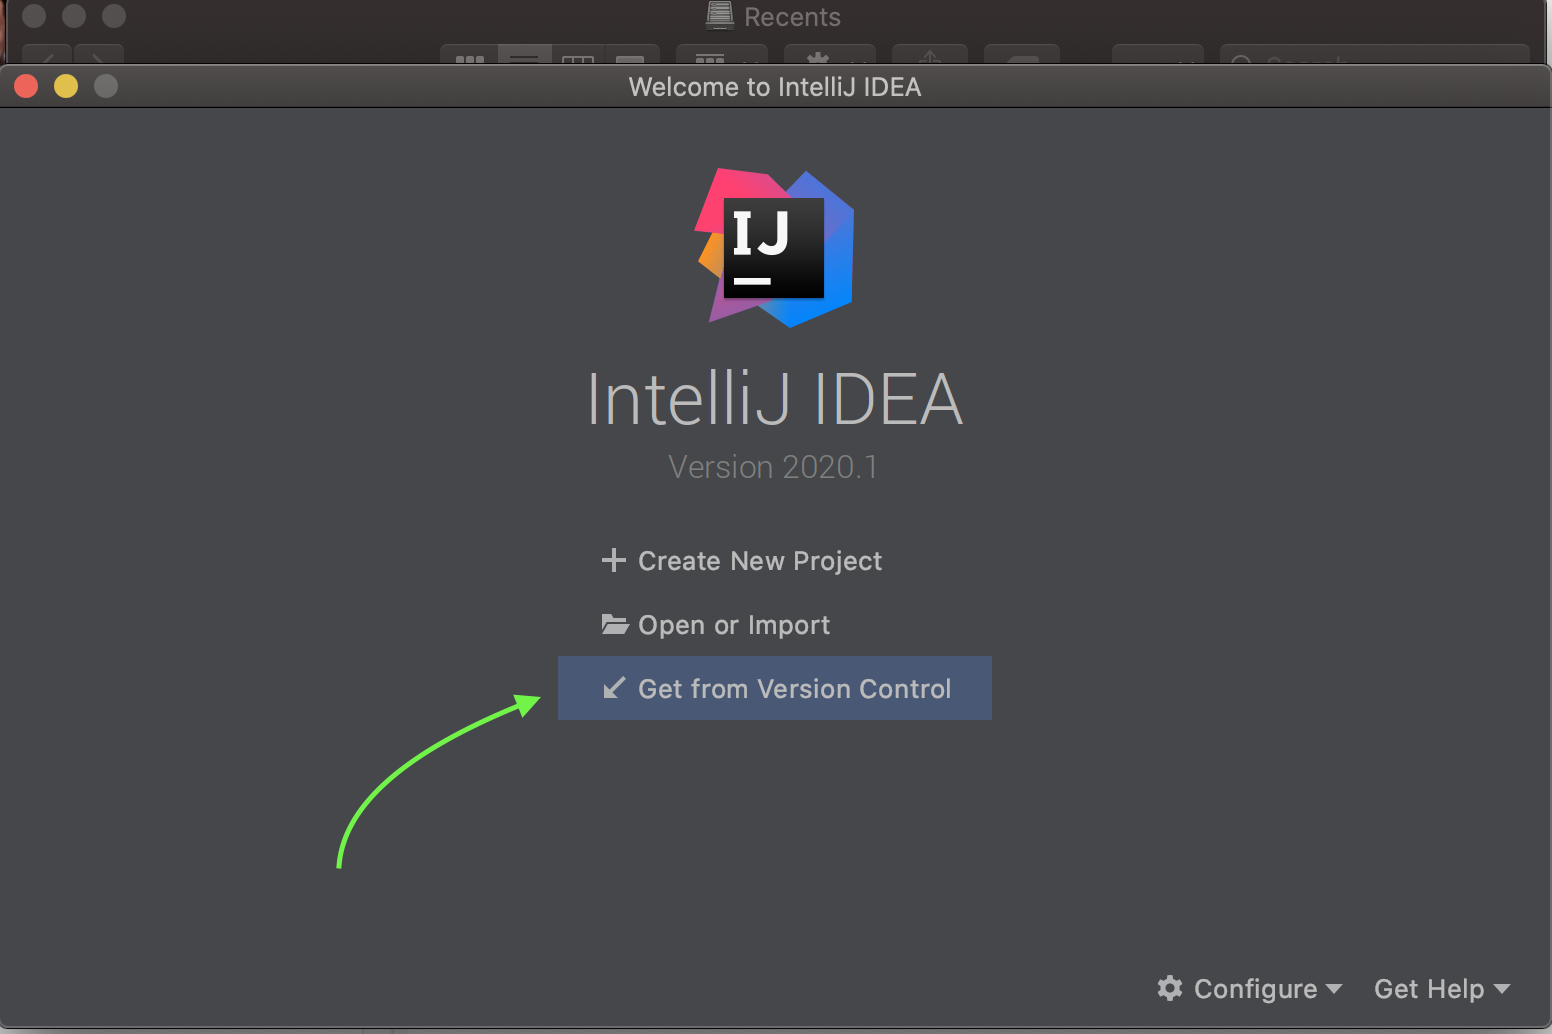 Recents
Search
Welcome to IntelliJ IDEA
IJ
IntelliJ IDEA
Version 2020.1
Create New Project
Open or Import
Get from Version Control
Configure
Get Help